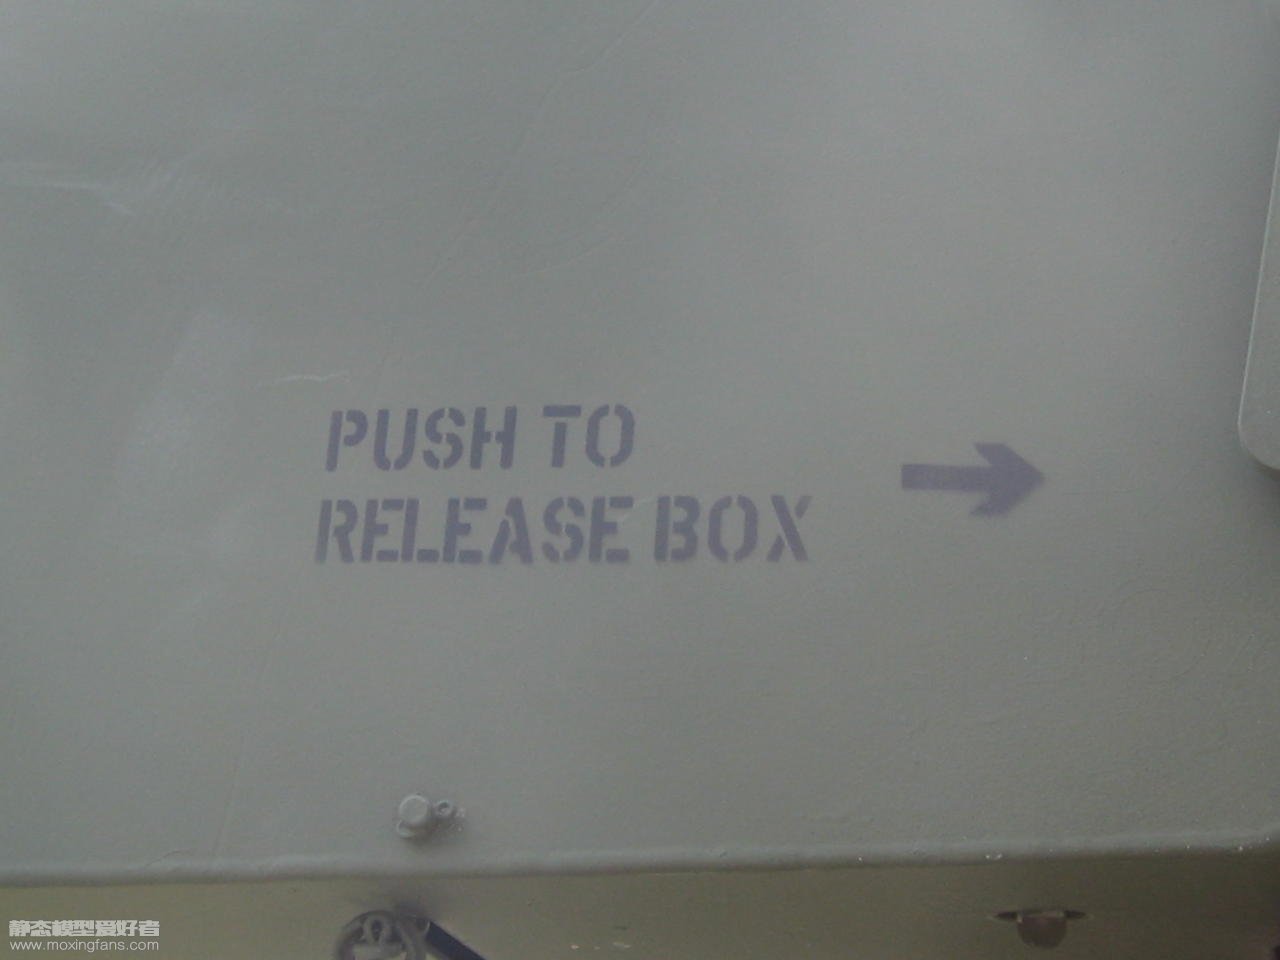 PUSH TO
RELEASE BOX
静态模型爱好者
www.moxingfans.com